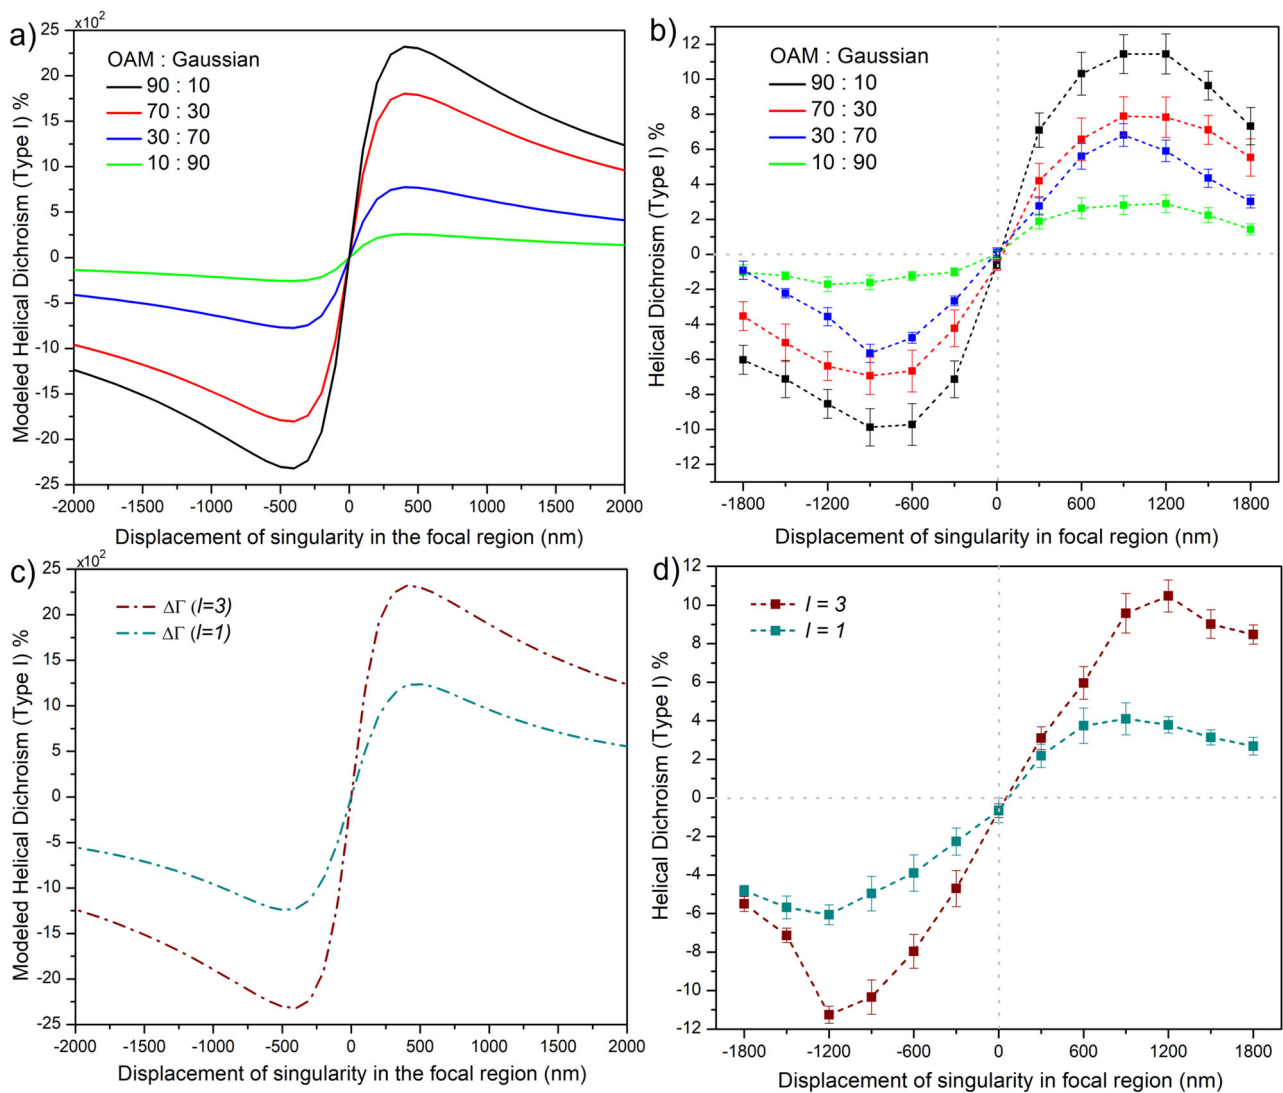 a)
x10²
25
20
15
10
5
0
-5
-10
-15
-20
-25
Modeled Helical Dichroism (Type I) %
OAM : Gaussian
90 : 10
70 : 30
30 : 70
10 : 90
-2000 -1500 -1000 -500 0 500 1000 1500 2000
Displacement of singularity in the focal region (nm)
b)
12
10
8
6
4
2
0
-2
-4
-6
-8
-10
-12
Helical Dichroism (Type I) %
OAM : Gaussian
90 : 10
70 : 30
30 : 70
10 : 90
-1800 -1200 -600 0 600 1200 1800
Displacement of singularity in focal region (nm)
c)
x10²
25
20
15
10
5
0
-5
-10
-15
-20
-25
Modeled Helical Dichroism (Type I) %
ΔΓ (l=3)
ΔΓ (l=1)
-2000 -1500 -1000 -500 0 500 1000 1500 2000
Displacement of singularity in the focal region (nm)
d)
12
10
8
6
4
2
0
-2
-4
-6
-8
-10
-12
Helical Dichroism (Type I) %
l = 3
l = 1
-1800 -1200 -600 0 600 1200 1800
Displacement of singularity in focal region (nm)